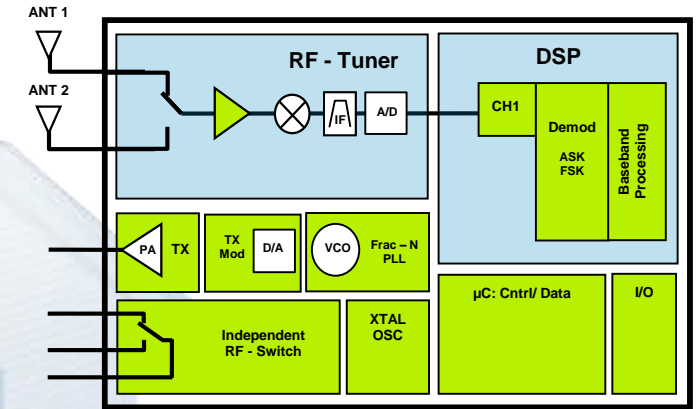 ANT 1
ANT 2
RF - Tuner
IF
A/D
DSP
CH1
Demod
ASK
FSK
Baseband
Processing
PA
TX
TX
Mod
D/A
VCO
Frac – N
PLL
Independent
RF - Switch
XTAL
OSC
µC: Cntrl/ Data
I/O